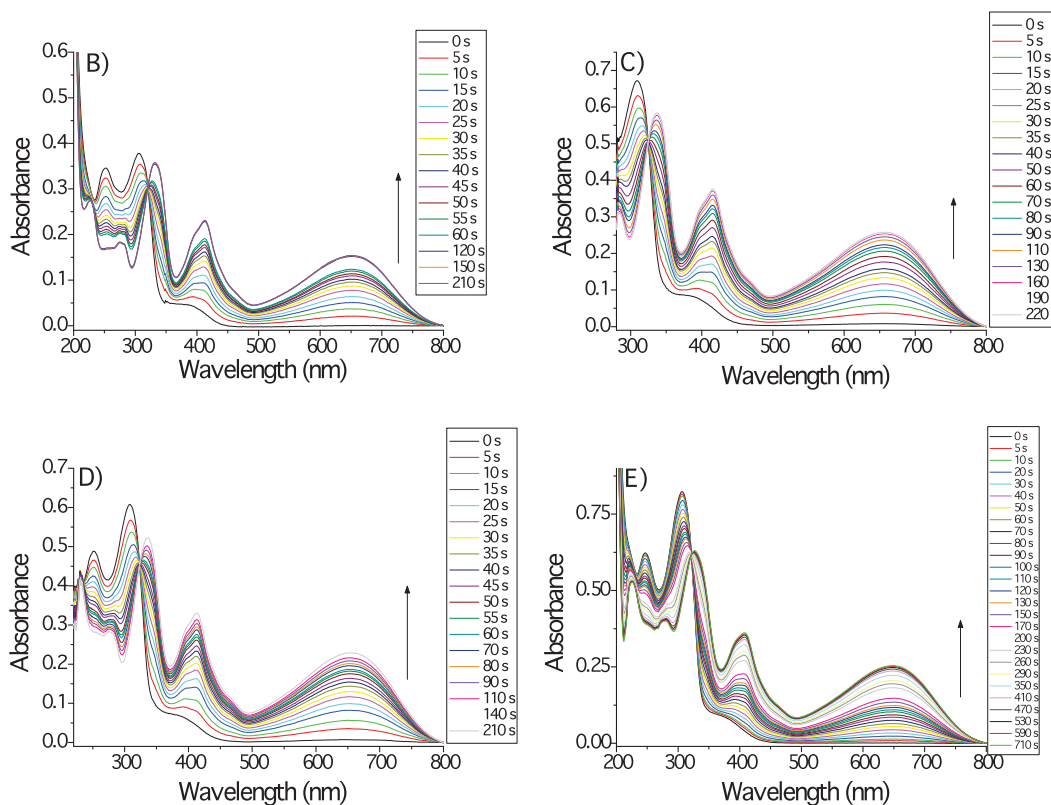 B)
Absorbance
0.6
0.5
0.4
0.3
0.2
0.1
0.0
200 300 400 500 600 700 800
Wavelength (nm)
0 s
5 s
10 s
15 s
20 s
25 s
30 s
35 s
40 s
45 s
50 s
55 s
60 s
120 s
150 s
210 s
C)
Absorbance
0.7
0.6
0.5
0.4
0.3
0.2
0.1
0.0
300 400 500 600 700 800
Wavelength (nm)
0 s
5 s
10 s
15 s
20 s
25 s
30 s
35 s
40 s
50 s
60 s
70 s
80 s
90 s
110
130
160
190
220
D)
Absorbance
0.7
0.6
0.5
0.4
0.3
0.2
0.1
0.0
300 400 500 600 700 800
Wavelength (nm)
0 s
5 s
10 s
15 s
20 s
25 s
30 s
35 s
40 s
45 s
50 s
55 s
60 s
70 s
80 s
90 s
110 s
140 s
210 s
E)
Absorbance
0.75
0.50
0.25
0.00
200 300 400 500 600 700 800
Wavelength (nm)
0 s
5 s
10 s
20 s
30 s
40 s
50 s
60 s
70 s
80 s
90 s
100 s
110 s
120 s
130 s
150 s
170 s
200 s
230 s
260 s
290 s
350 s
410 s
470 s
530 s
590 s
710 s